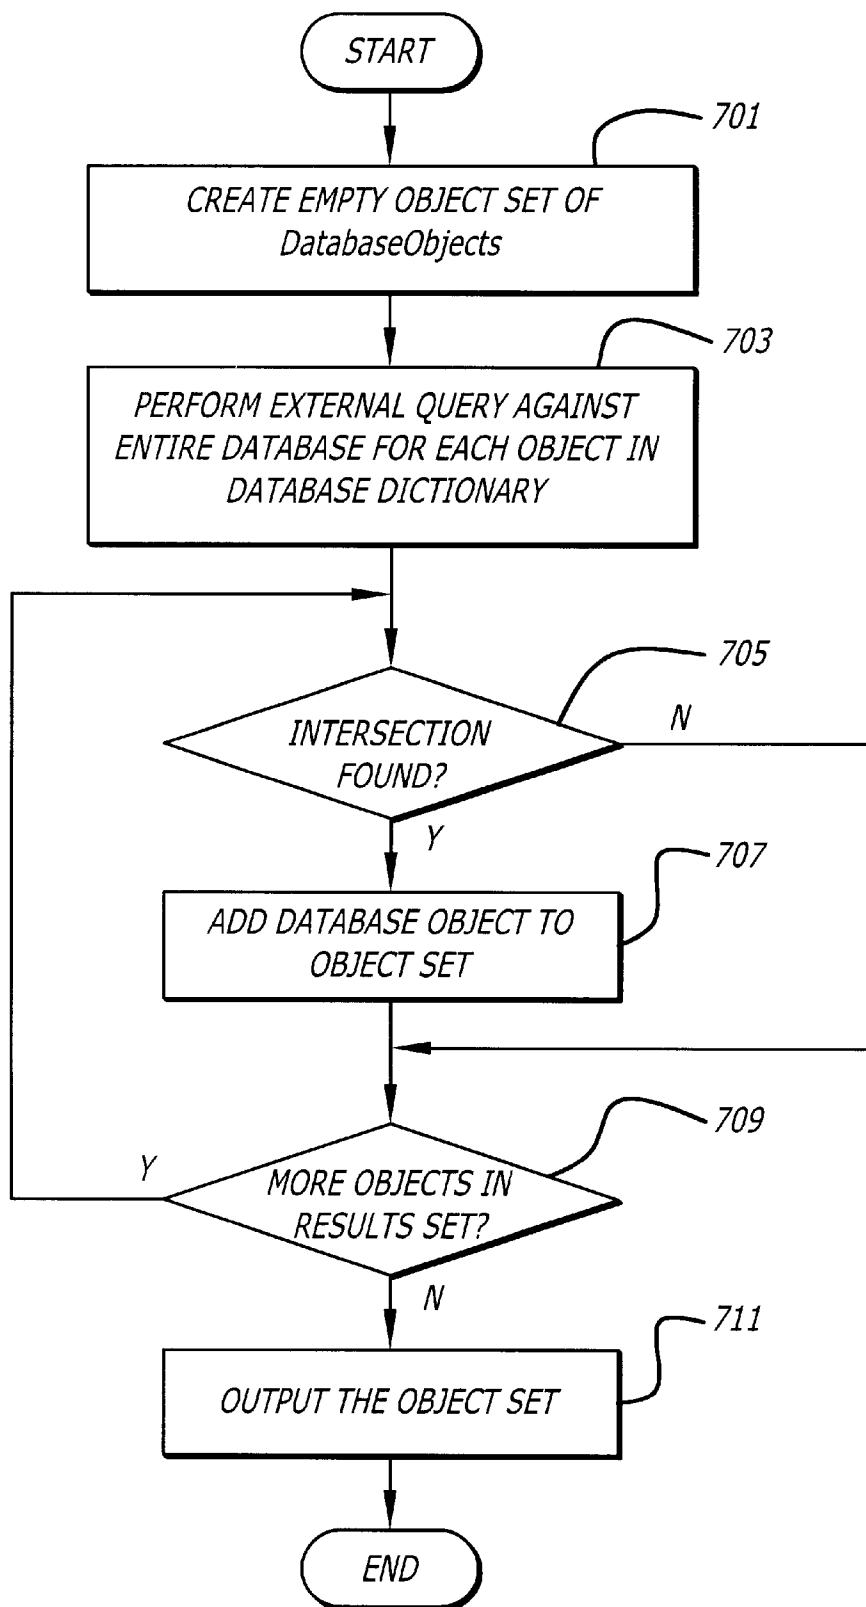 START
701
CREATE EMPTY OBJECT SET OF
DatabaseObjects
703
PERFORM EXTERNAL QUERY AGAINST
ENTIRE DATABASE FOR EACH OBJECT IN
DATABASE DICTIONARY
705
INTERSECTION
FOUND?
N
Y
707
ADD DATABASE OBJECT TO
OBJECT SET
709
Y
MORE OBJECTS IN
RESULTS SET?
N
711
OUTPUT THE OBJECT SET
END